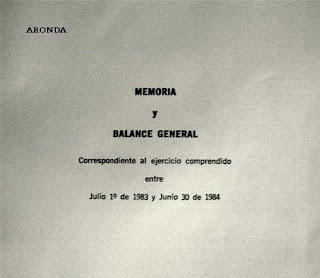 ARONDA
MEMORIA
y
BALANCE GENERAL
Correspondiente al ejercicio comprendido
entre
Julio 1º de 1983 y Junio 30 de 1984